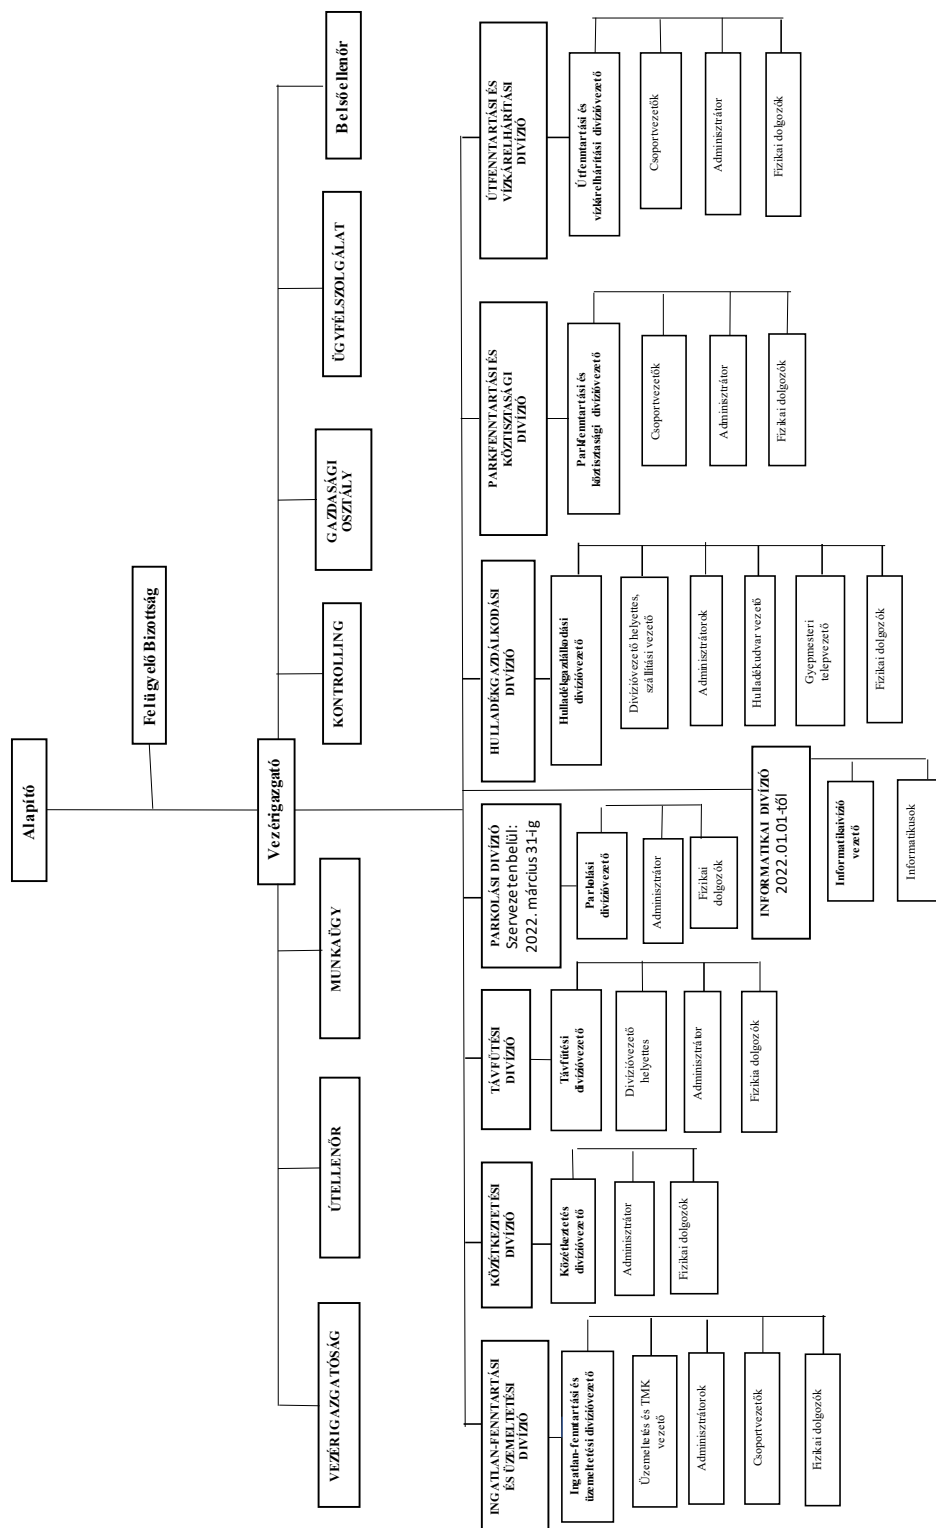 Alapító
Felügyelő Bizottság
Vezérigazgató
VEZÉRIGAZGATÓSÁG
ÚTELLENŐR
MUNKAÜGY
KONTROLLING
GAZDASÁGI
OSZTÁLY
ÜGYFÉLSZOLGÁLAT
Belsőellenőr
INGATLAN-FENNTARTÁSI
ÉS ÜZEMELTETÉSI
DIVÍZIÓ
Ingatlan-fenntartási és
üzemeltetési divízióvezető
Üzemeltetés és TMK
vezető
Adminisztrátorok
Csoportvezetők
Fizikai dolgozók
KÖZÉTKEZTETÉSI
DIVÍZIÓ
Közétkeztetés
divízióvezető
Adminisztrátor
Fizikai dolgozók
TÁVFŰTÉSI
DIVÍZIÓ
Távfűtési
divízióvezető
Divízióvezető
helyettes
Adminisztrátor
Fizikia dolgozók
PARKOLÁSI DIVÍZIÓ
Szervezeten belül:
2022. március 31-ig
Parkolási
divízióvezető
Adminisztrátor
Fizikai
dolgozók
INFORMATIKAI DIVÍZIÓ
2022.01.01-től
Informatikaivízió
vezető
Informatikusok
HULLADÉKGAZDÁLKODÁSI
DIVÍZIÓ
Hulladékgazdálkodási
divízióvezető
Divízióvezető helyettes,
szállítási vezető
Adminisztrátorok
Hulladékudvar vezető
Gyepmesteri
telepvezető
Fizikai dolgozók
PARKFENNTARTÁSI ÉS
KÖZTISZTASÁGI
DIVÍZIÓ
Parkfenntartási és
köztisztasági divízióvezető
Csoportvezetők
Adminisztrátor
Fizikai dolgozók
ÚTFENNTARTÁSI ÉS
VÍZKÁRELHÁRÍTÁSI
DIVÍZIÓ
Útfenntartási és
vízkárelhárítási divízióvezető
Csoportvezetők
Adminisztrátor
Fizikai dolgozók